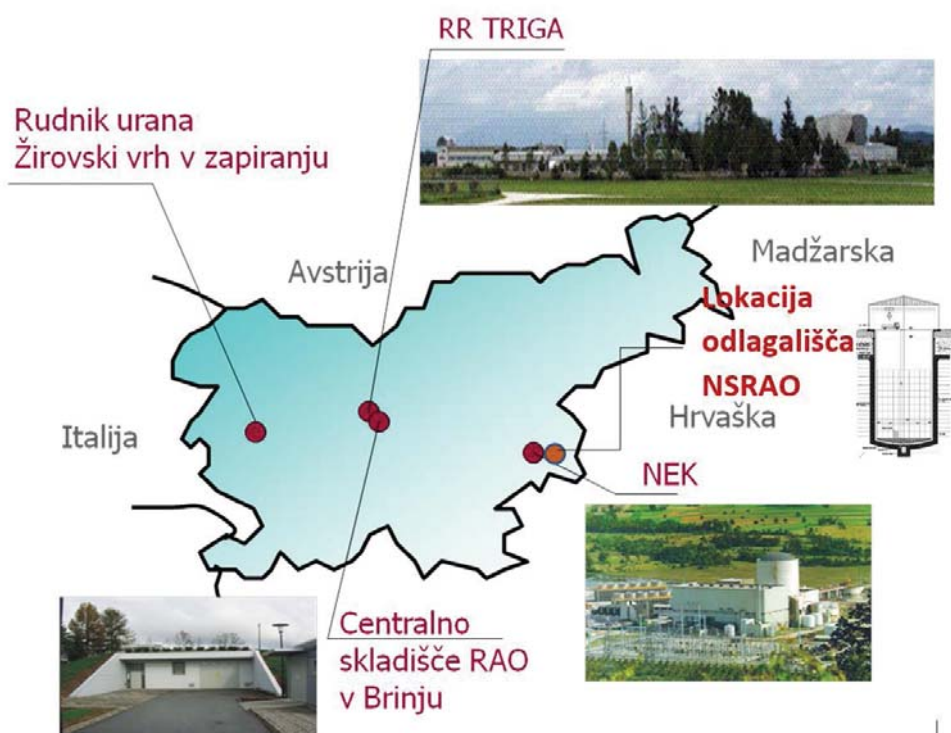 RR TRIGA
Rudnik urana
Žirovski vrh v zapiranju
Avstrija
Madžarska
Lokacija
odlagališča
NSRAO
Hrvaška
Italija
NEK
Centralno
skladišče RAO
v Brinju